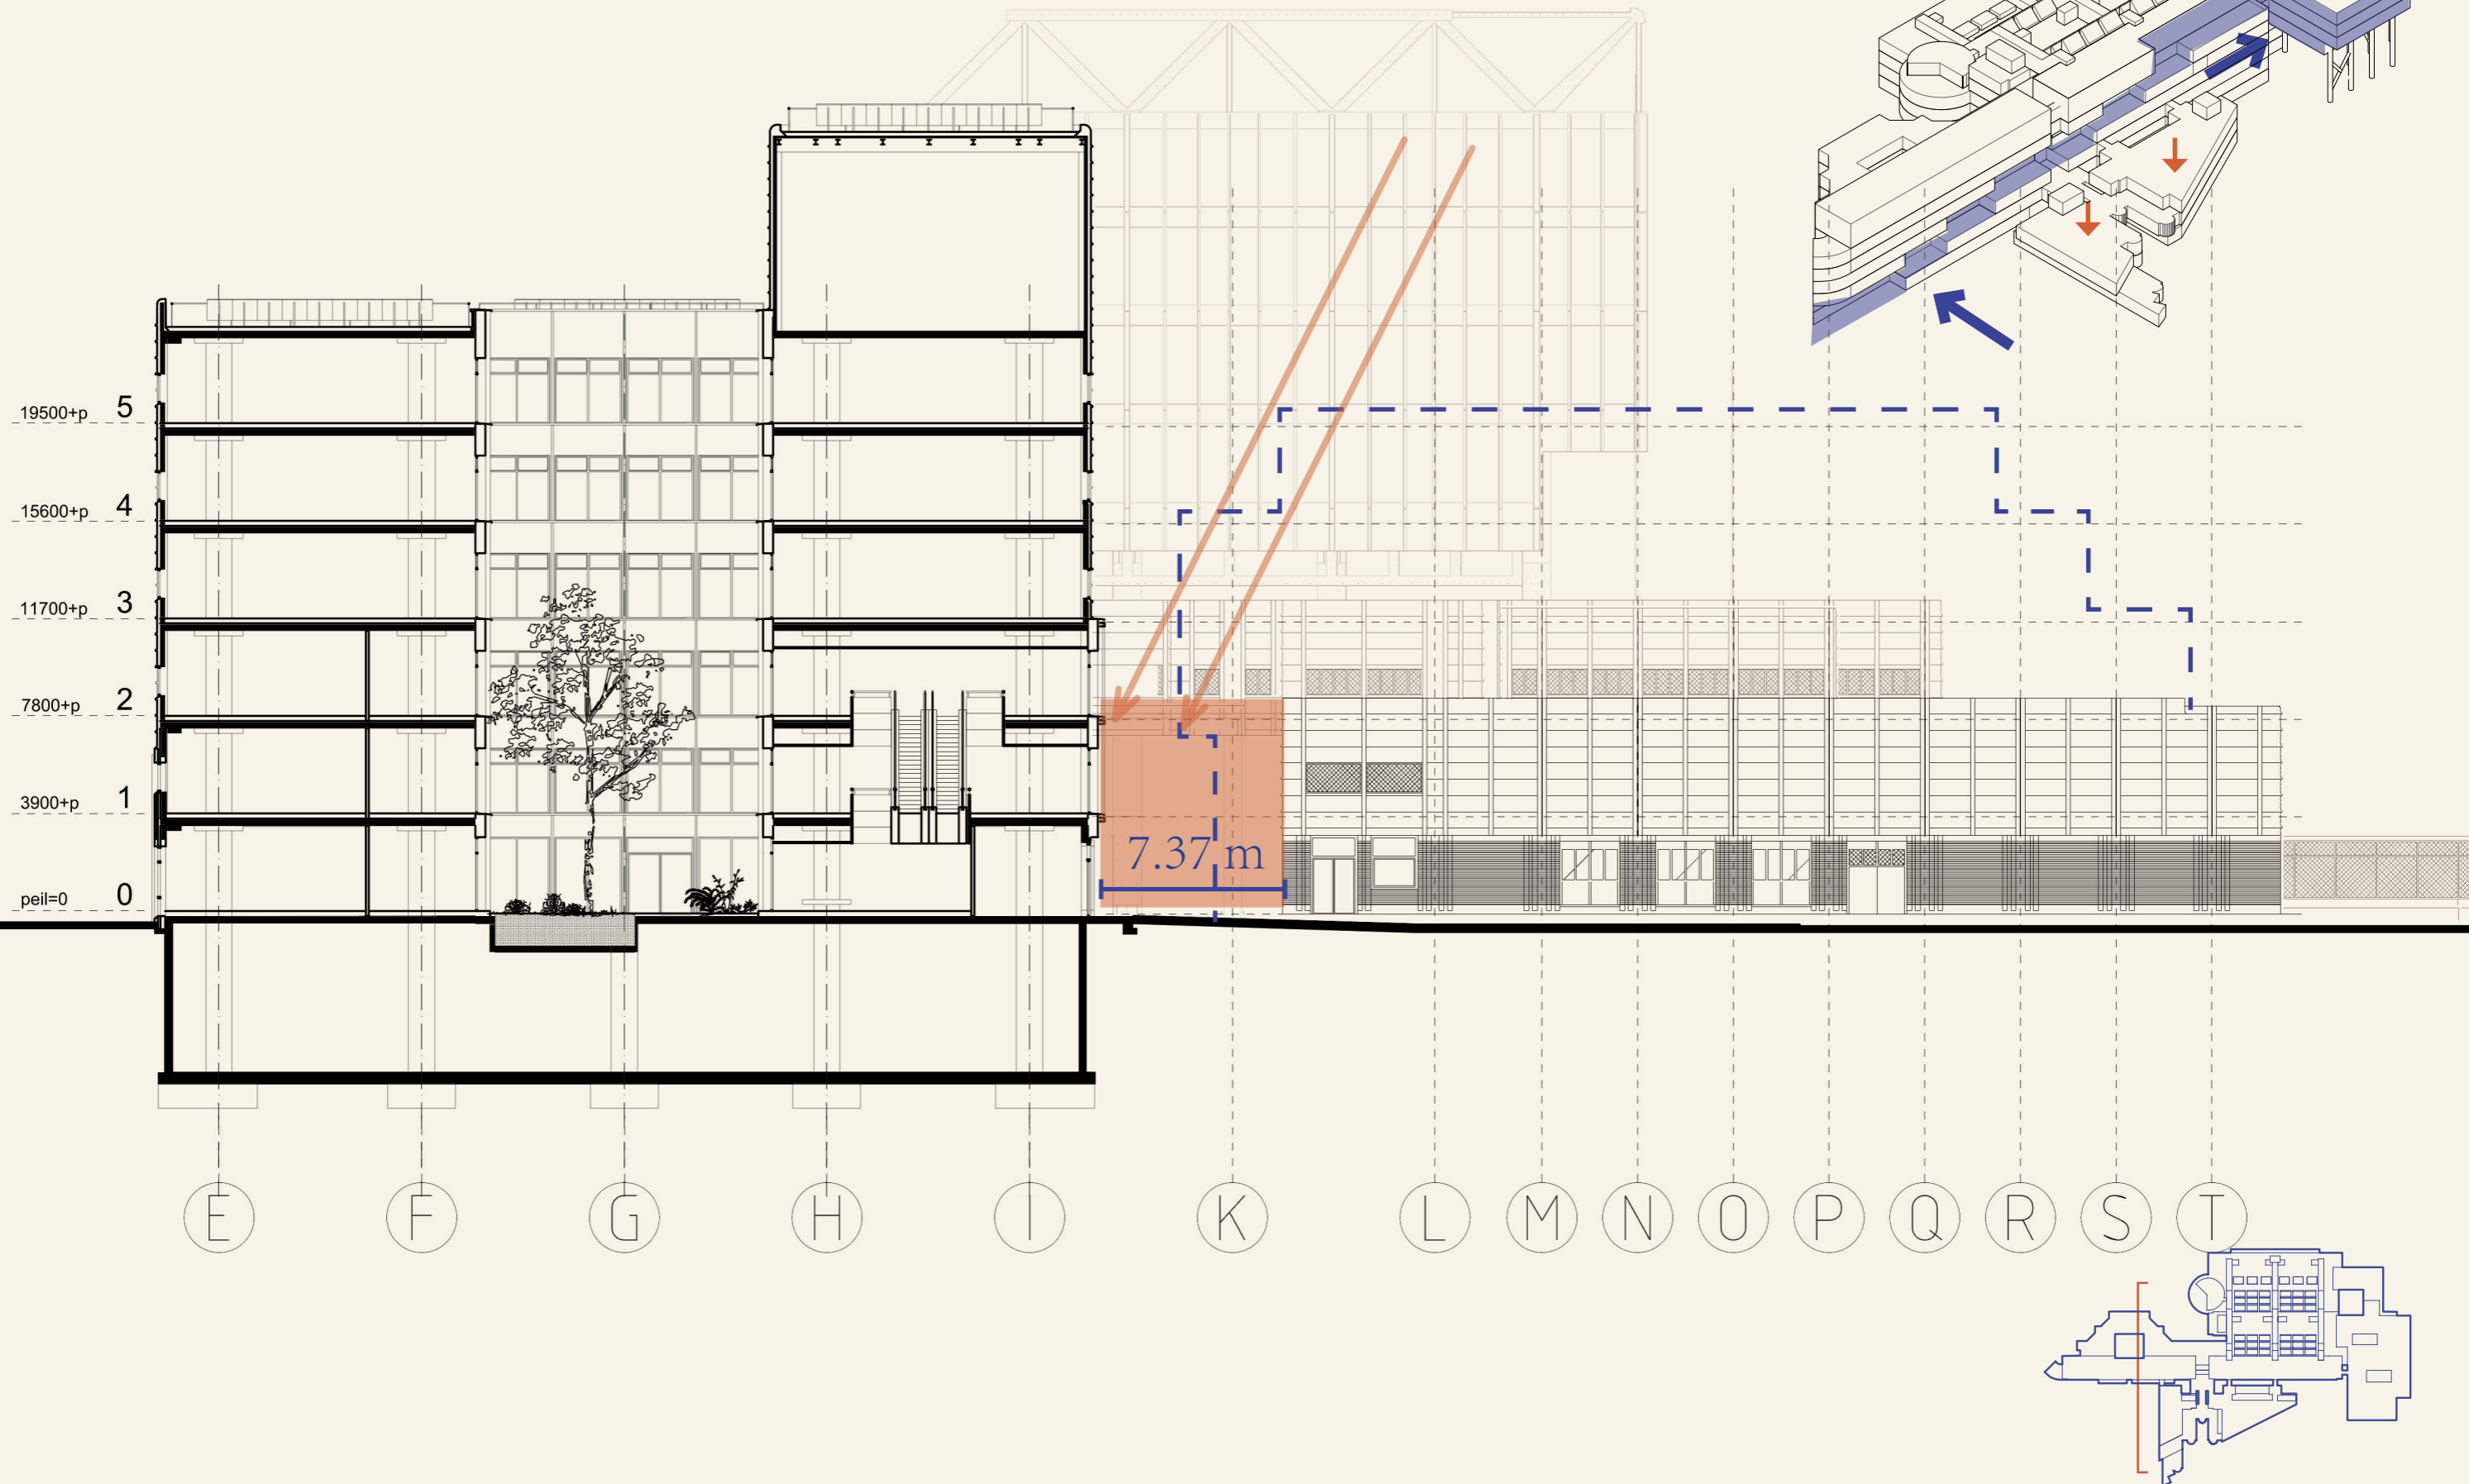 19500+p 5
15600+p 4
11700+p 3
7800+p 2
3900+p 1
7.37 m
peil=0 0
E F G H I K L M N O P Q R S T